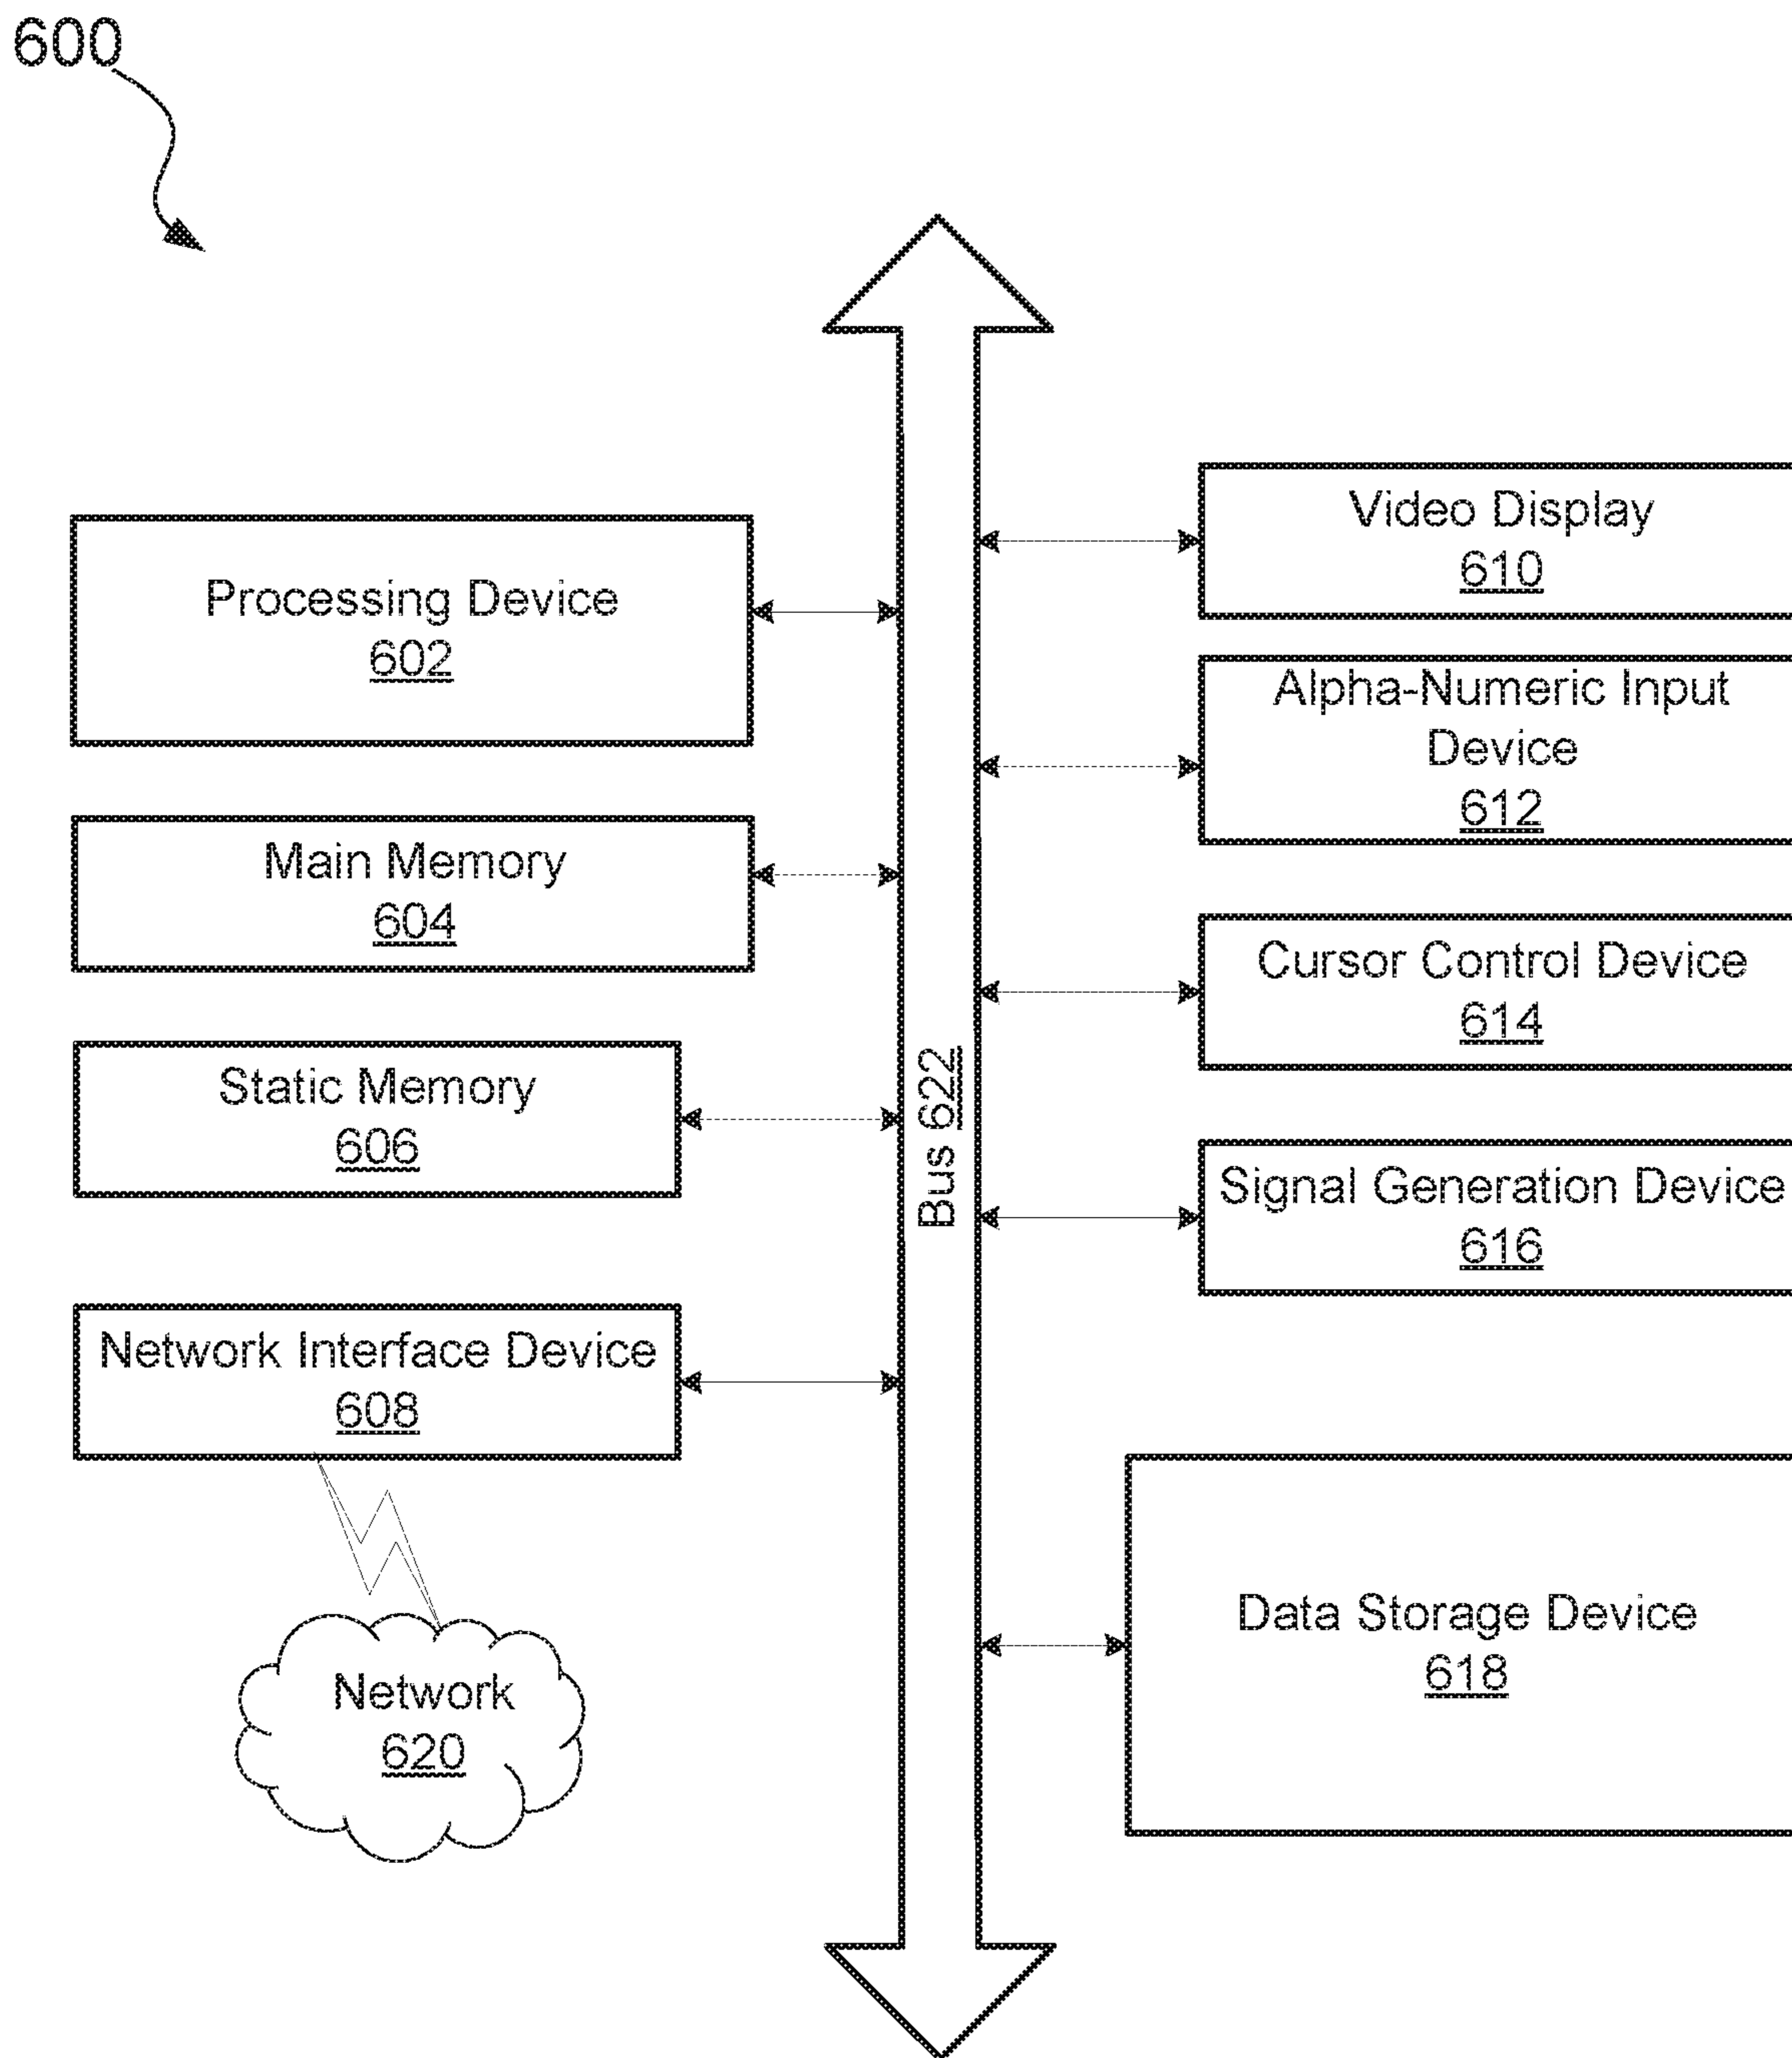 600
Processing Device
602
Main Memory
604
Static Memory
606
Network Interface Device
608
Network
620
Bus 622
Video Display
610
Alpha-Numeric Input
Device
612
Cursor Control Device
614
Signal Generation Device
616
Data Storage Device
618